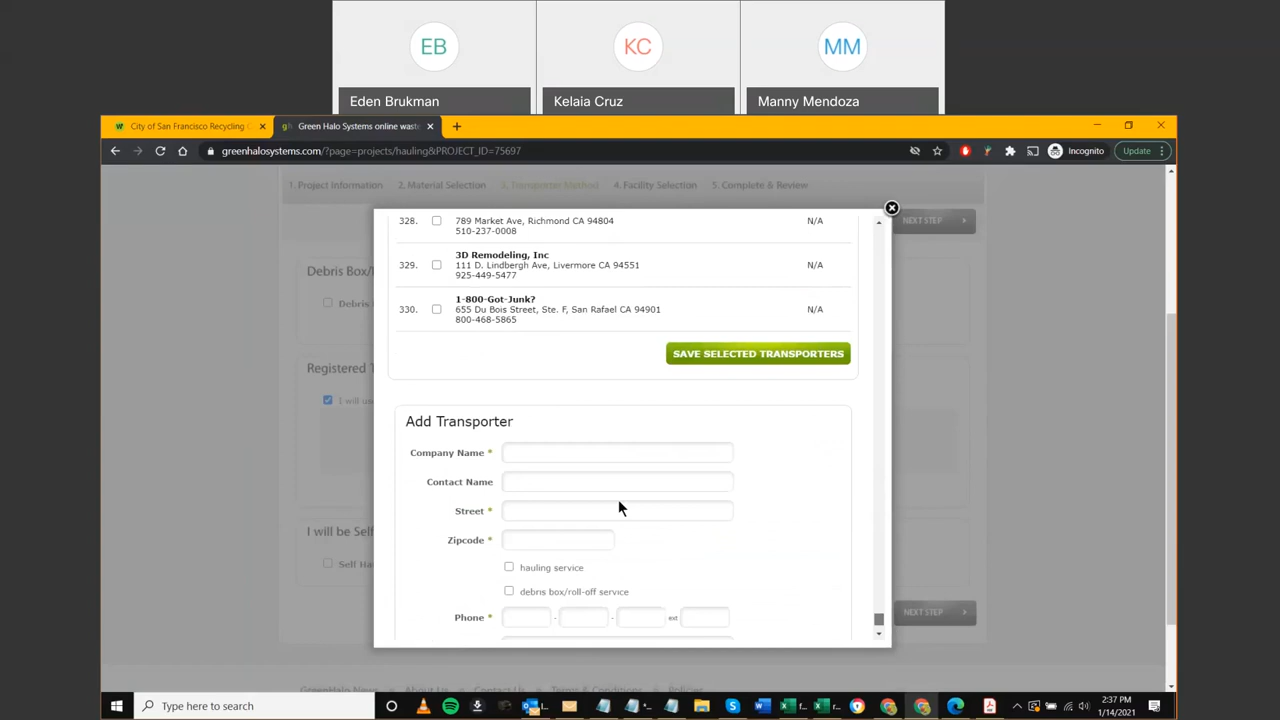 EB
KC
MM
Eden Brukman
Kelaia Cruz
Manny Mendoza
City of San Francisco Recycling
Green Halo Systems online wast
greenhalosystems.com/?page=projects/hauling&PROJECT_ID=75697
Incognito
Update
1. Project Information
2. Material Selection
3. Transporter Method
4. Facility Selection
5. Complete & Review
NEXT STEP
Debris Box/
Debris
Registered T
I will use
I will be Self
Self Ha
NEXT STEP
328.
789 Market Ave, Richmond CA 94804
510-237-0008
N/A
329.
3D Remodeling, Inc
111 D. Lindbergh Ave, Livermore CA 94551
925-449-5477
N/A
330.
1-800-Got-Junk?
655 Du Bois Street, Ste. F, San Rafael CA 94901
800-468-5865
N/A
SAVE SELECTED TRANSPORTERS
Add Transporter
Company Name *
Contact Name
Street *
Zipcode *
hauling service
debris box/roll-off service
Phone *
- - ext
GreenHalo News
About Us
Contact Us
Terms & Conditions
Policies
Type here to search
2:37 PM
1/14/2021